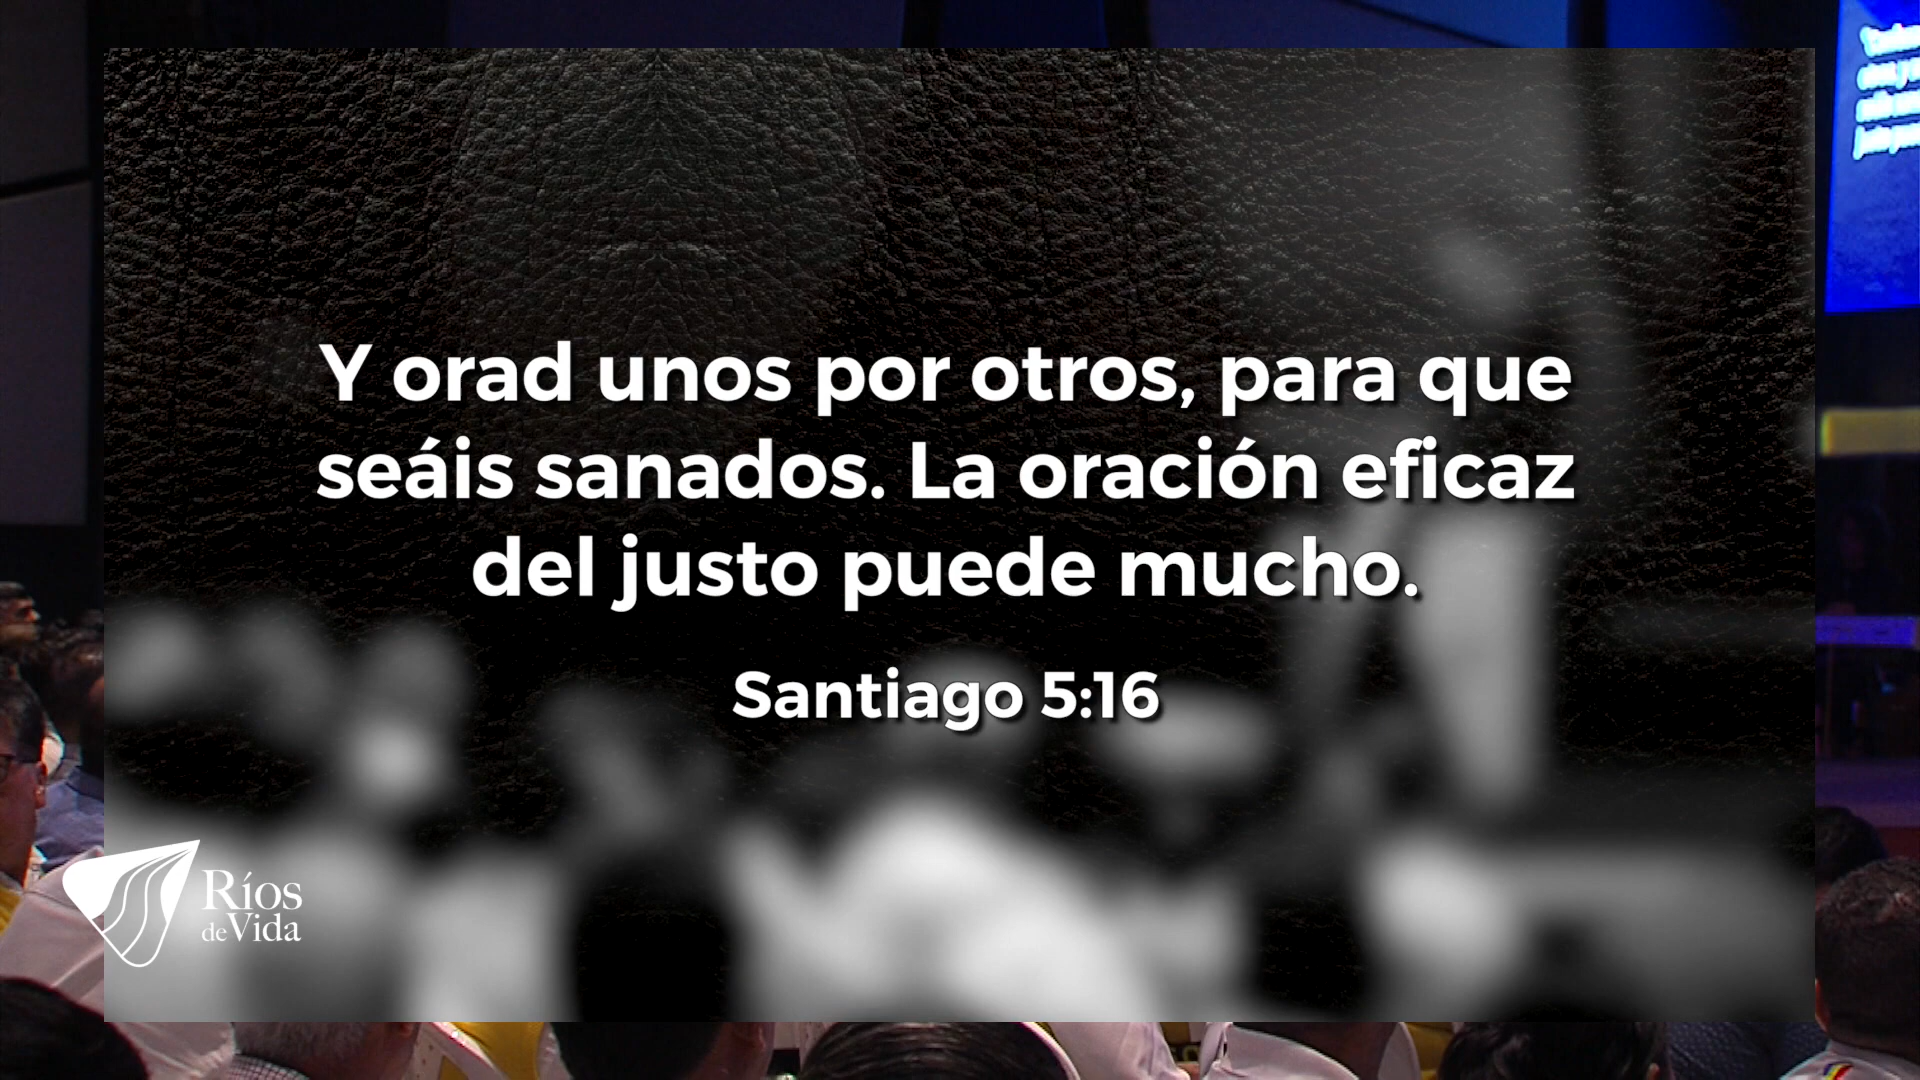 Y orad unos por otros, para que
seáis sanados. La oración eficaz
del justo puede mucho.
Santiago 5:16
Ríos
de Vida